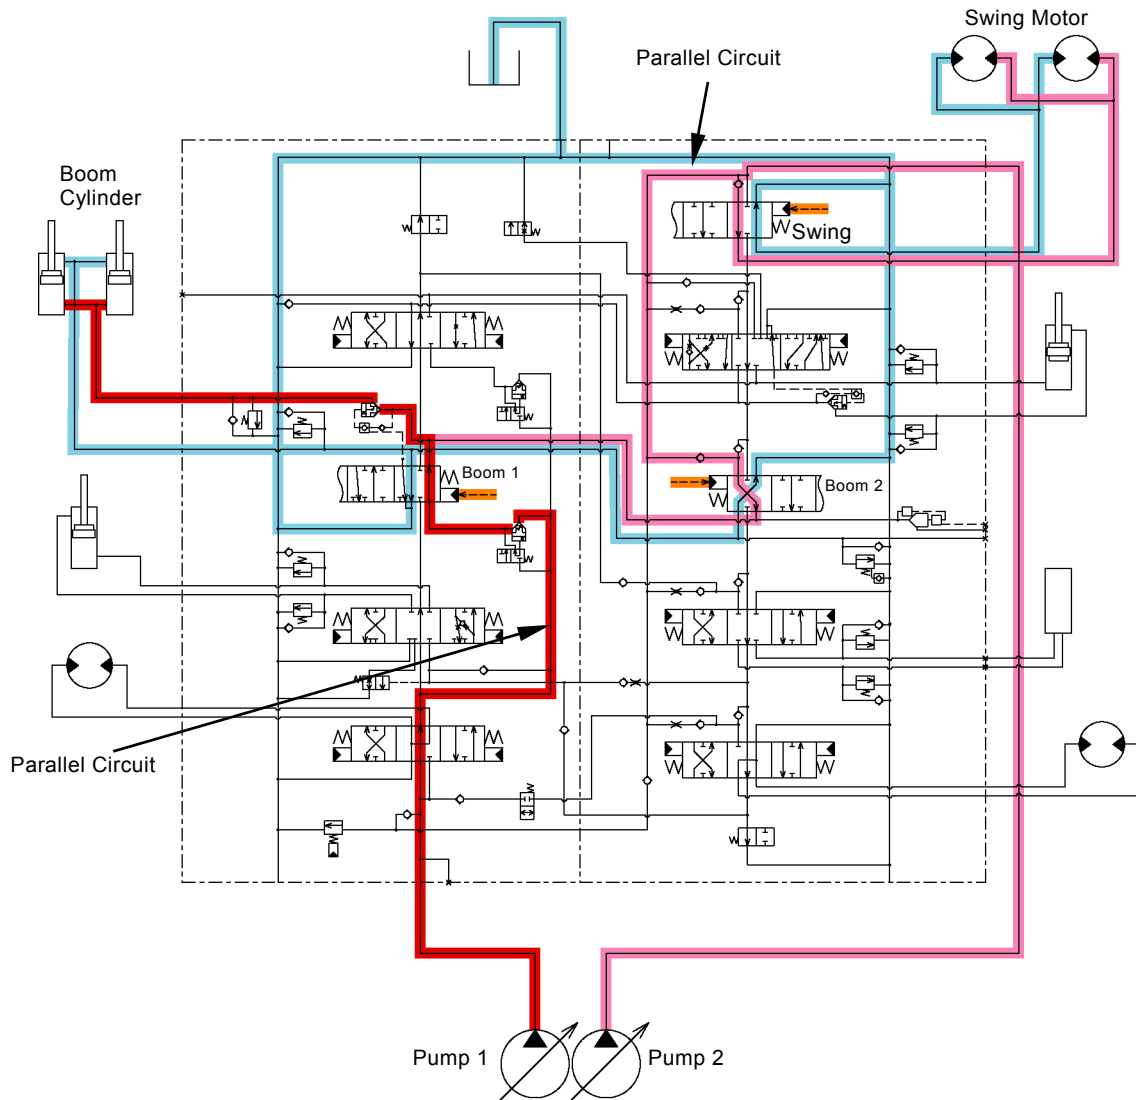 Swing Motor
Parallel Circuit
Boom
Cylinder
Swing
Boom 1
Boom 2
Parallel Circuit
Pump 1
Pump 2